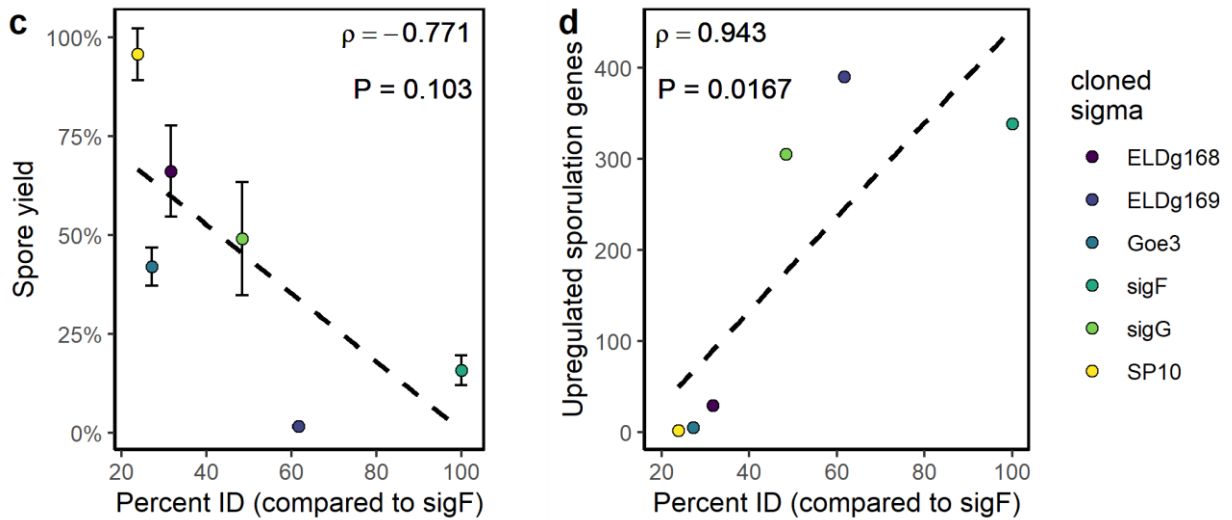 c
ρ = −0.771
P = 0.103
100%
75%
50%
25%
0%
Spore yield
20 40 60 80 100
Percent ID (compared to sigF)
d
ρ = 0.943
P = 0.0167
400
300
200
100
0
Upregulated sporulation genes
20 40 60 80 100
Percent ID (compared to sigF)
cloned
sigma
ELDg168
ELDg169
Goe3
sigF
sigG
SP10